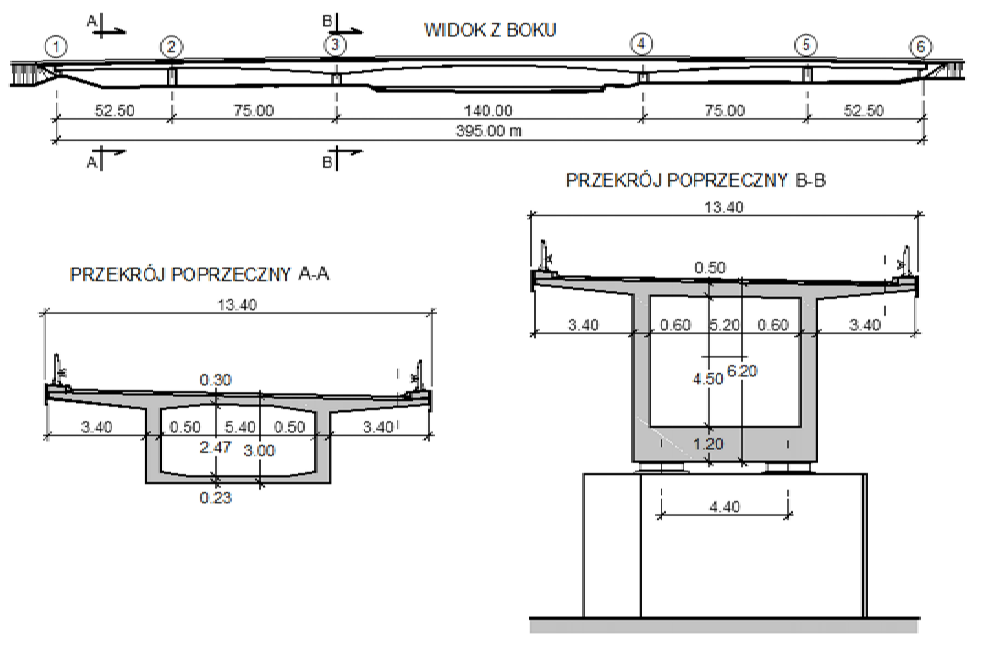 A B WIDOK Z BOKU
1 2 3 4 5 6
52.50 75.00 140.00 75.00 52.50
395.00 m
A B
PRZEKRÓJ POPRZECZNY B-B
13.40
0.50
3.40 0.60 5.20 0.60 3.40
4.50 6.20
1.20
4.40
PRZEKRÓJ POPRZECZNY A-A
13.40
0.30
3.40 0.50 5.40 0.50 3.40
2.47 3.00
0.23